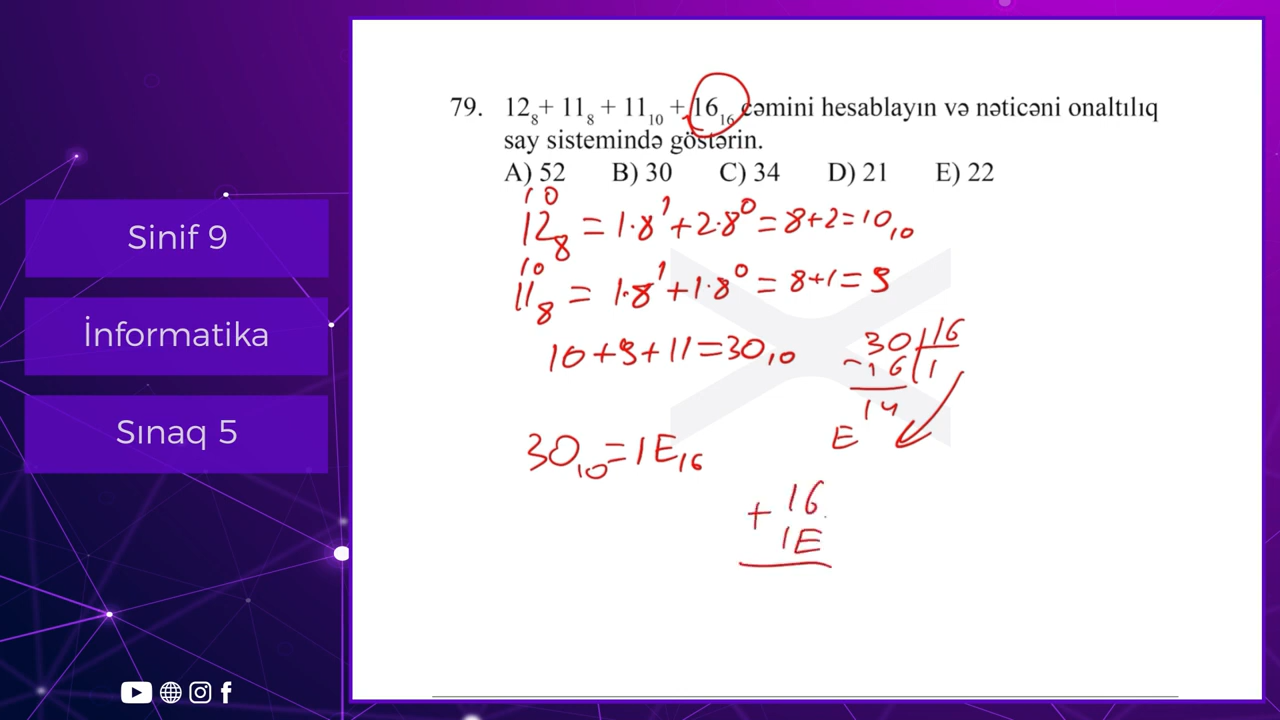 Sinif 9
İnformatika
Sınaq 5
79. 12₈+ 11₈ + 11₁₀ + 16₁₆ cəmini hesablayın və nəticəni onaltılıq
say sistemində göstərin.
A) 52 B) 30 C) 34 D) 21 E) 22
10
12₈ = 1·8¹+2·8⁰=8+2=10₁₀
10
11₈ = 1·8¹+1·8⁰=8+1=9
10+9+11=30₁₀
30 16
-16 1
14
E
30₁₀=1E₁₆
+ 16
1E